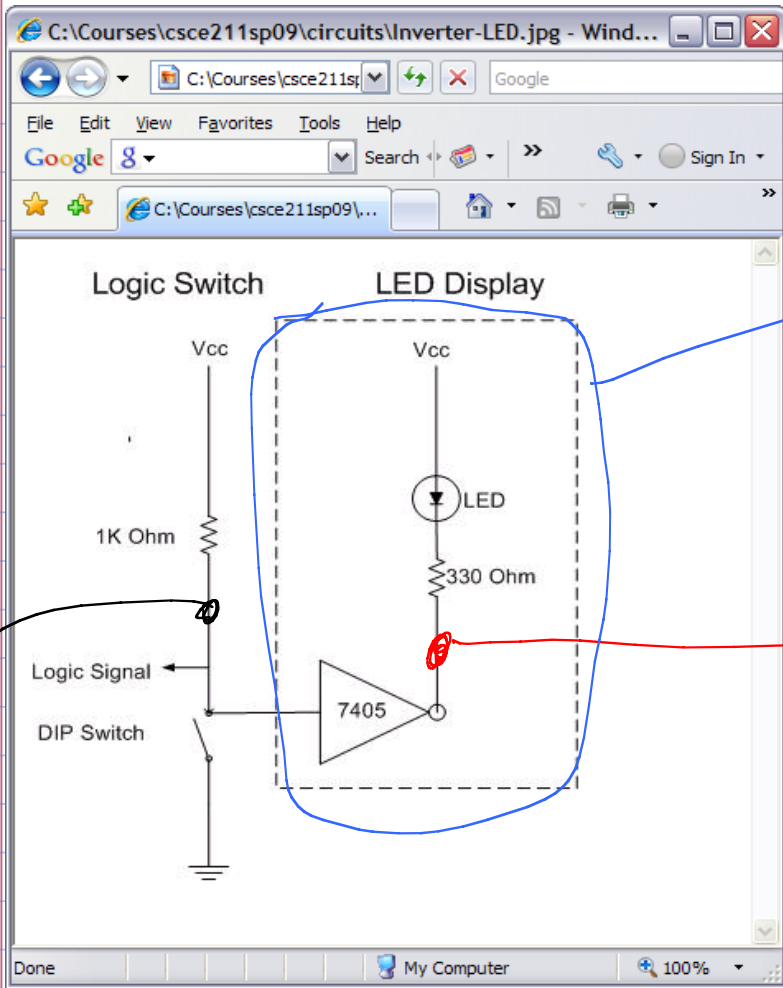 C:\Courses\csce211sp09\circuits\Inverter-LED.jpg - Wind...
C:\Courses\csce211sp
Google
File Edit View Favorites Tools Help
Google Search » Sign In
C:\Courses\csce211sp09\... »
Logic Switch LED Display
Vcc Vcc
LED
1K Ohm
330 Ohm
Logic Signal
7405
DIP Switch
Done My Computer 100%